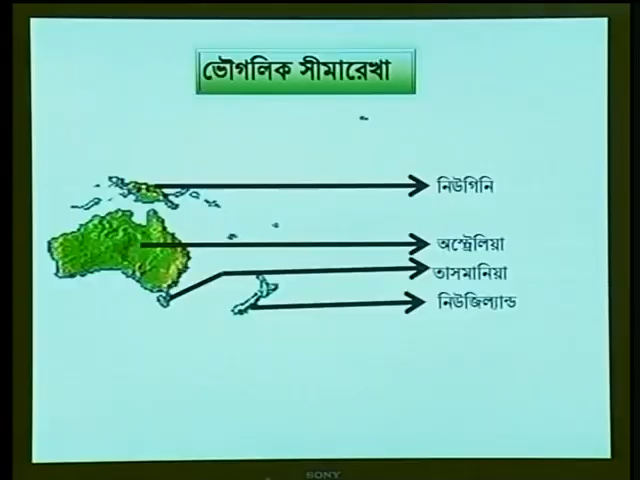 ভৌগলিক সীমারেখা
নিউগিনি
অস্ট্রেলিয়া
তাসমানিয়া
নিউজিল্যান্ড
SONY